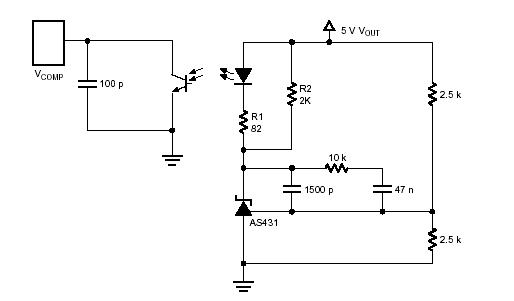 5 V VOUT
VCOMP
100 p
R2
2K
2.5 k
R1
82
10 k
1500 p
47 n
AS431
2.5 k